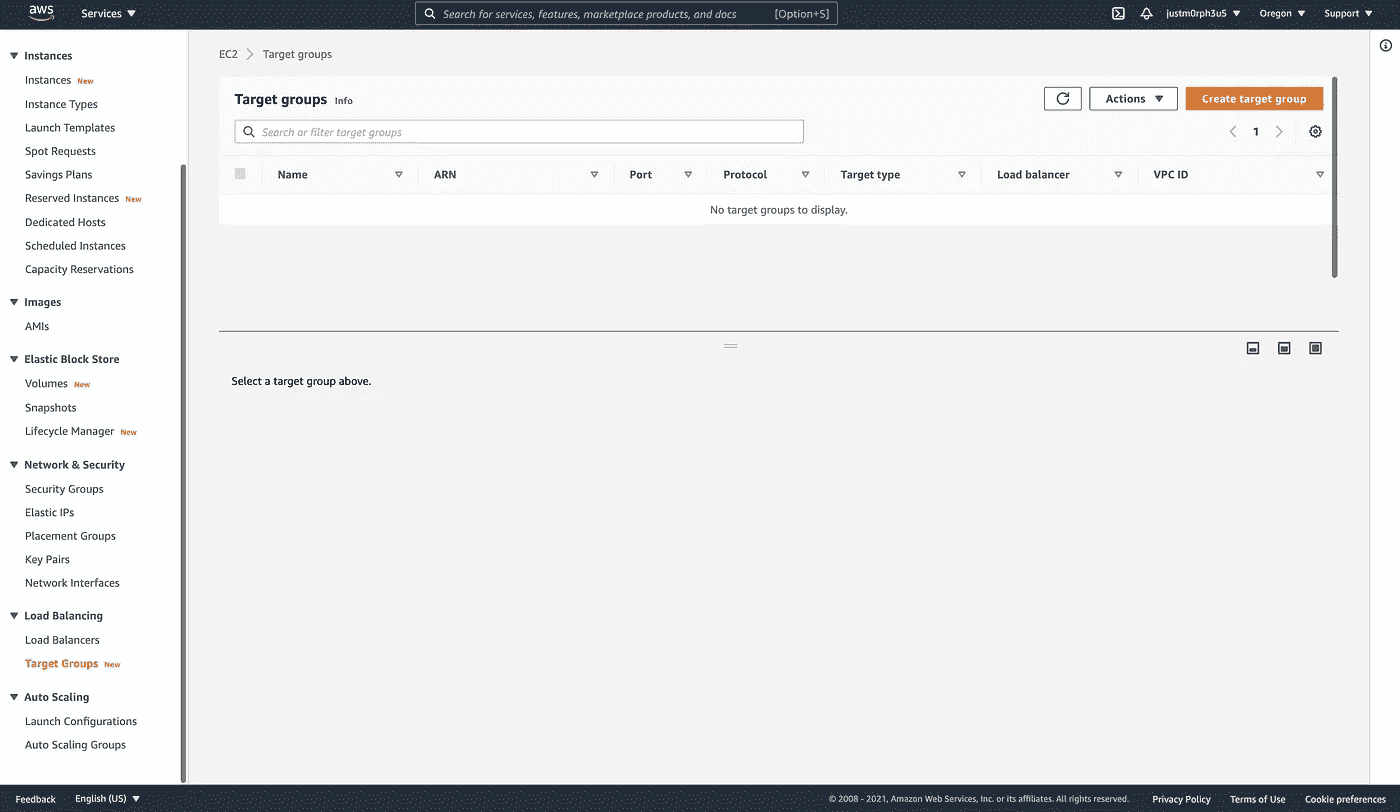 aws
Services
Search for services, features, marketplace products, and docs [Option+S]
justm0rph3u5
Oregon
Support
Instances
Instances New
Instance Types
Launch Templates
Spot Requests
Savings Plans
Reserved Instances New
Dedicated Hosts
Scheduled Instances
Capacity Reservations
Images
AMIs
Elastic Block Store
Volumes New
Snapshots
Lifecycle Manager New
Network & Security
Security Groups
Elastic IPs
Placement Groups
Key Pairs
Network Interfaces
Load Balancing
Load Balancers
Target Groups New
Auto Scaling
Launch Configurations
Auto Scaling Groups
EC2 > Target groups
Target groups Info
Actions
Create target group
Search or filter target groups
1
Name ARN Port Protocol Target type Load balancer VPC ID
No target groups to display.
Select a target group above.
Feedback English (US) © 2008 - 2021, Amazon Web Services, Inc. or its affiliates. All rights reserved. Privacy Policy Terms of Use Cookie preferences